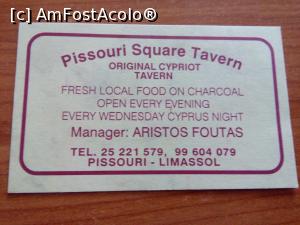 [c] AmFostAcolo®
Pissouri Square Tavern
ORIGINAL CYPRIOT
TAVERN
FRESH LOCAL FOOD ON CHARCOAL
OPEN EVERY EVENING
EVERY WEDNESDAY CYPRUS NIGHT
Manager: ARISTOS FOUTAS
TEL. 25 221 579, 99 604 079
PISSOURI - LIMASSOL